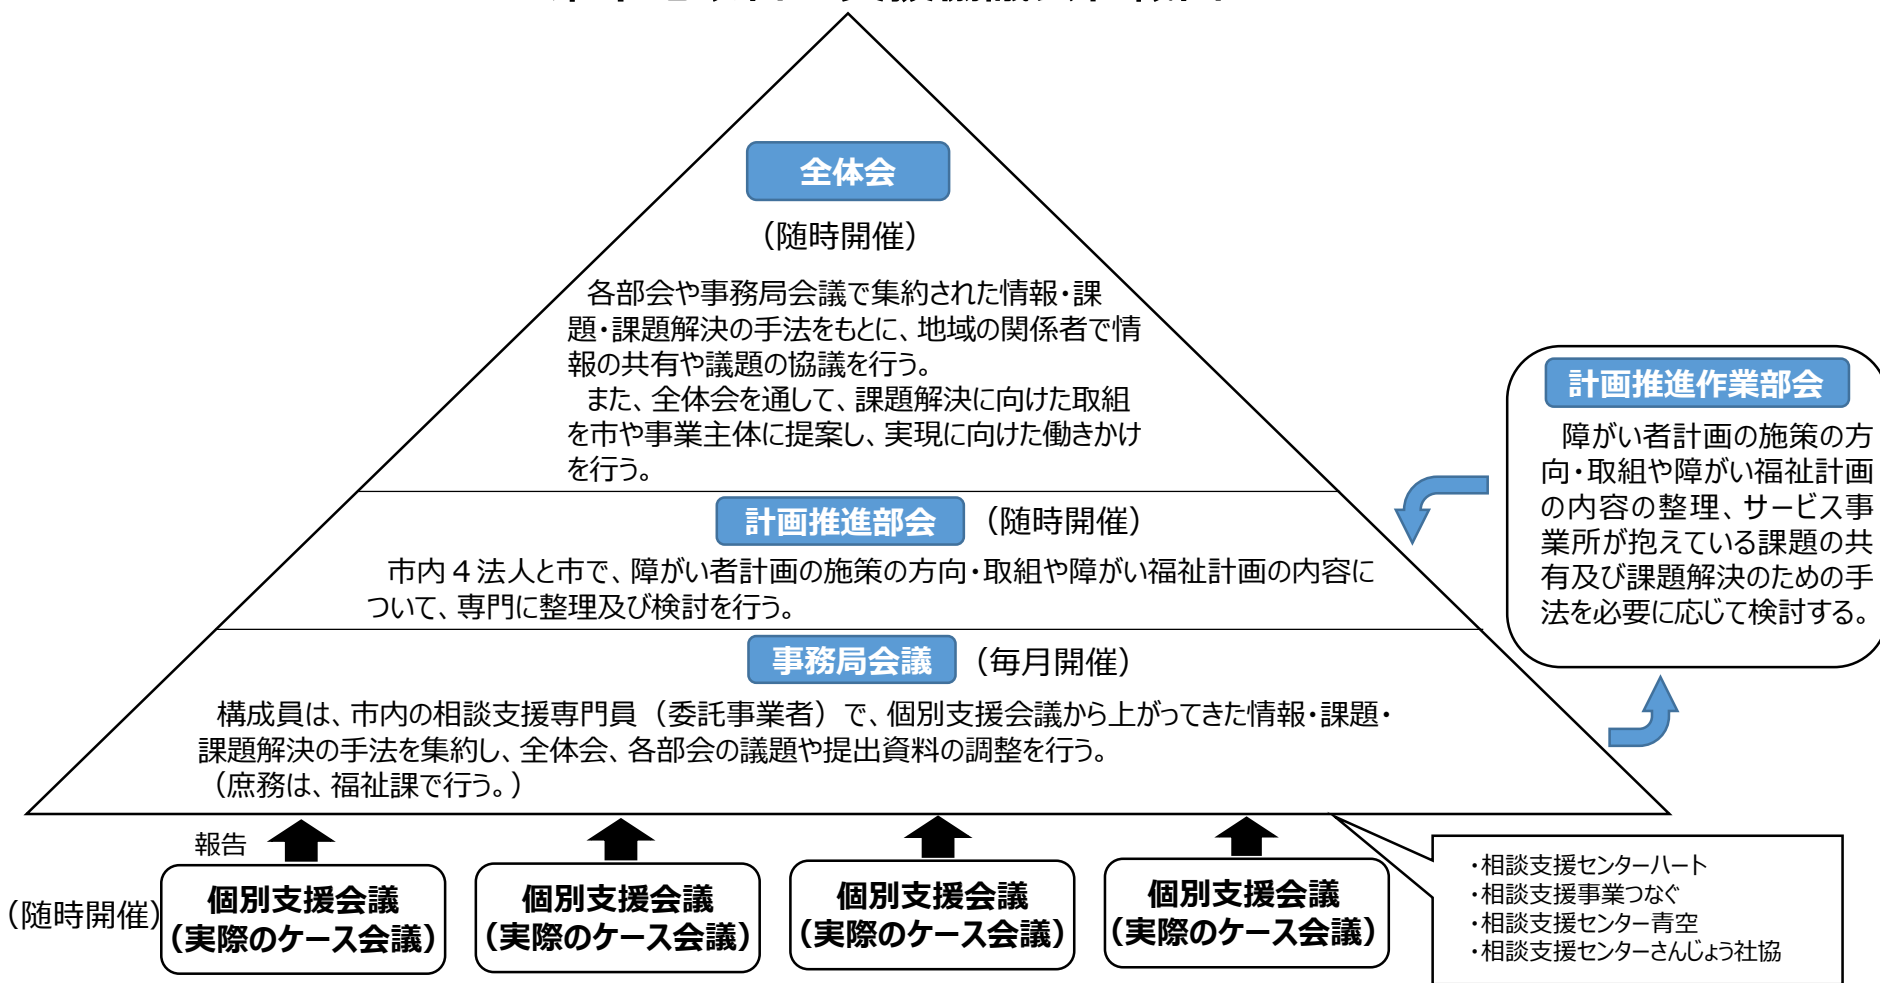 全体会
（随時開催）
各部会や事務局会議で集約された情報・課
題・課題解決の手法をもとに、地域の関係者で情
報の共有や議題の協議を行う。
また、全体会を通して、課題解決に向けた取組
を市や事業主体に提案し、実現に向けた働きかけ
を行う。
計画推進部会 （随時開催）
市内４法人と市で、障がい者計画の施策の方向・取組や障がい福祉計画の内容に
ついて、専門に整理及び検討を行う。
事務局会議 （毎月開催）
構成員は、市内の相談支援専門員（委託事業者）で、個別支援会議から上がってきた情報・課題・
課題解決の手法を集約し、全体会、各部会の議題や提出資料の調整を行う。
（庶務は、福祉課で行う。）
計画推進作業部会
障がい者計画の施策の方
向・取組や障がい福祉計画
の内容の整理、サービス事
業所が抱えている課題の共
有及び課題解決のための手
法を必要に応じて検討する。
報告
（随時開催）
個別支援会議
（実際のケース会議）
個別支援会議
（実際のケース会議）
個別支援会議
（実際のケース会議）
個別支援会議
（実際のケース会議）
・相談支援センターハート
・相談支援事業つなぐ
・相談支援センター青空
・相談支援センターさんじょう社協